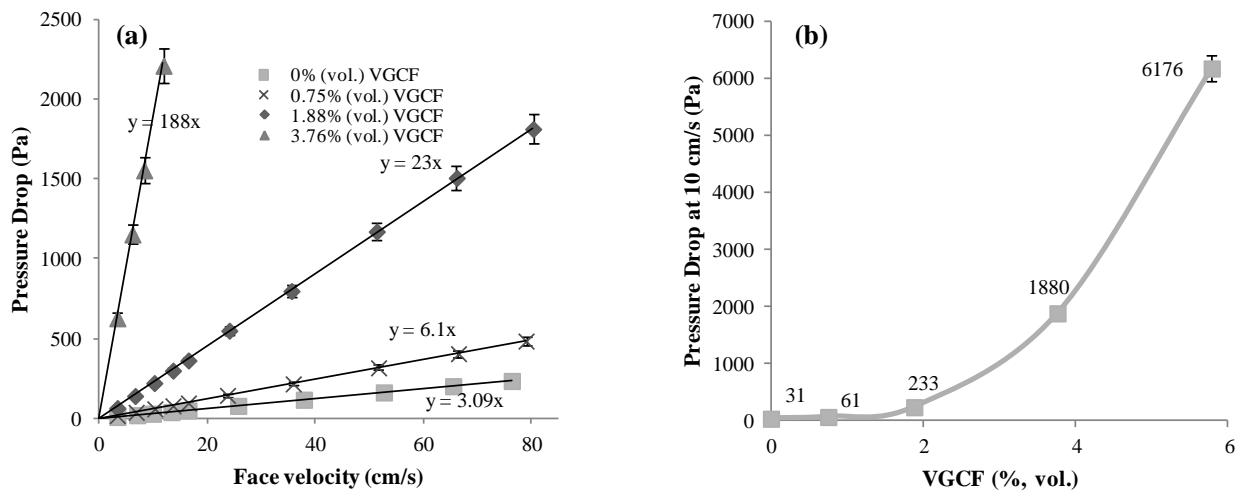 (a)
Pressure Drop (Pa)
2500
2000
1500
1000
500
0
0 20 40 60 80
Face velocity (cm/s)
0% (vol.) VGCF
0.75% (vol.) VGCF
1.88% (vol.) VGCF
3.76% (vol.) VGCF
y = 188x
y = 23x
y = 6.1x
y = 3.09x
(b)
Pressure Drop at 10 cm/s (Pa)
7000
6000
5000
4000
3000
2000
1000
0
0 2 4 6
VGCF (%, vol.)
6176
1880
233
61
31